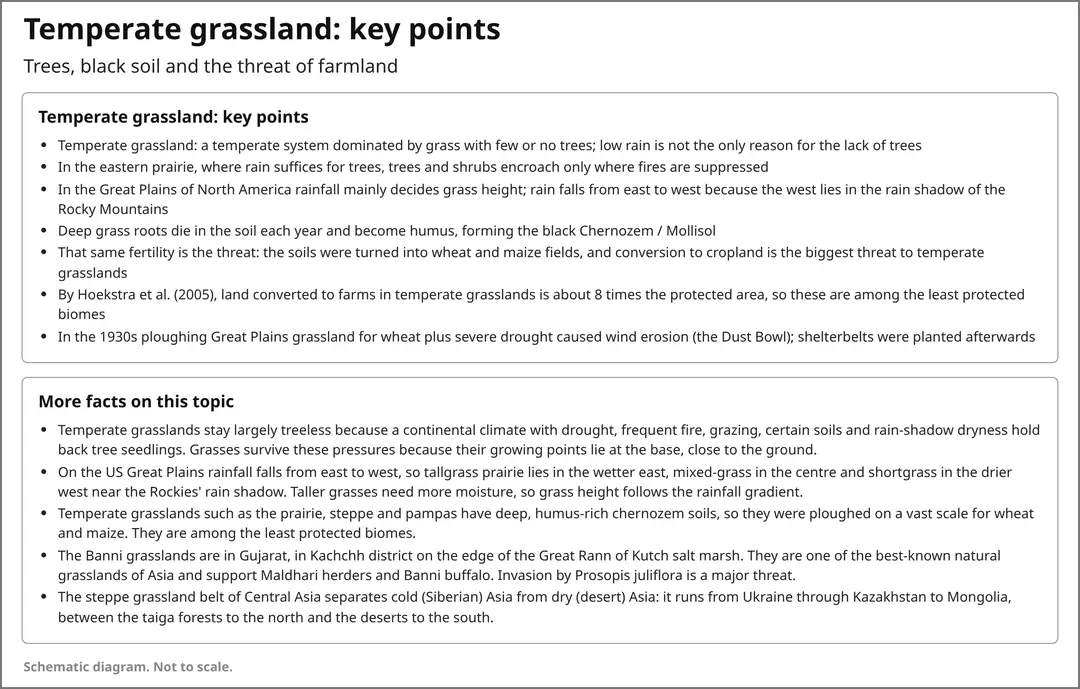 Temperate grassland: key points
Trees, black soil and the threat of farmland
Temperate grassland: key points
• Temperate grassland: a temperate system dominated by grass with few or no trees; low rain is not the only reason for the lack of trees
• In the eastern prairie, where rain suffices for trees, trees and shrubs encroach only where fires are suppressed
• In the Great Plains of North America rainfall mainly decides grass height; rain falls from east to west because the west lies in the rain shadow of the
Rocky Mountains
• Deep grass roots die in the soil each year and become humus, forming the black Chernozem / Mollisol
• That same fertility is the threat: the soils were turned into wheat and maize fields, and conversion to cropland is the biggest threat to temperate
grasslands
• By Hoekstra et al. (2005), land converted to farms in temperate grasslands is about 8 times the protected area, so these are among the least protected
biomes
• In the 1930s ploughing Great Plains grassland for wheat plus severe drought caused wind erosion (the Dust Bowl); shelterbelts were planted afterwards
More facts on this topic
• Temperate grasslands stay largely treeless because a continental climate with drought, frequent fire, grazing, certain soils and rain-shadow dryness hold
back tree seedlings. Grasses survive these pressures because their growing points lie at the base, close to the ground.
• On the US Great Plains rainfall falls from east to west, so tallgrass prairie lies in the wetter east, mixed-grass in the centre and shortgrass in the drier
west near the Rockies' rain shadow. Taller grasses need more moisture, so grass height follows the rainfall gradient.
• Temperate grasslands such as the prairie, steppe and pampas have deep, humus-rich chernozem soils, so they were ploughed on a vast scale for wheat
and maize. They are among the least protected biomes.
• The Banni grasslands are in Gujarat, in Kachchh district on the edge of the Great Rann of Kutch salt marsh. They are one of the best-known natural
grasslands of Asia and support Maldhari herders and Banni buffalo. Invasion by Prosopis juliflora is a major threat.
• The steppe grassland belt of Central Asia separates cold (Siberian) Asia from dry (desert) Asia: it runs from Ukraine through Kazakhstan to Mongolia,
between the taiga forests to the north and the deserts to the south.
Schematic diagram. Not to scale.